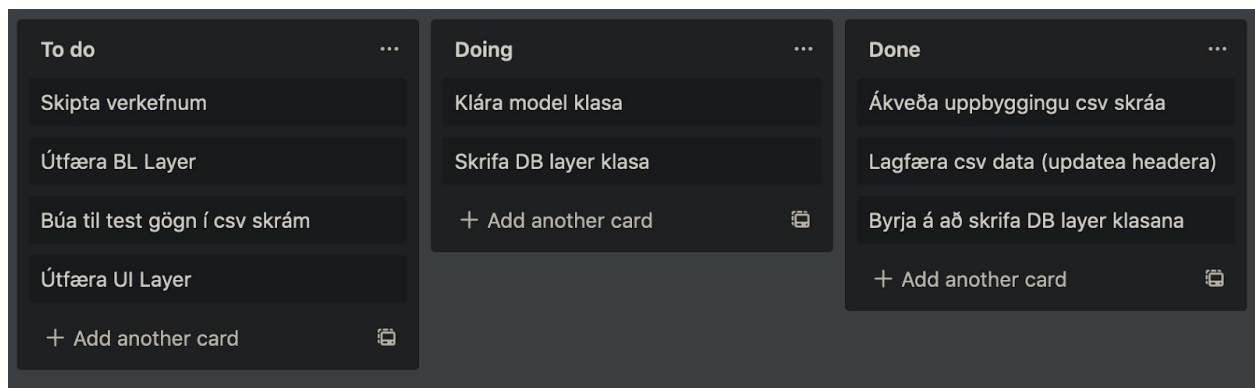 To do
Skipta verkefnum
Útfæra BL Layer
Búa til test gögn í csv skrám
Útfæra UI Layer
Add another card
Doing
Klára model klasa
Skrifa DB layer klasa
Add another card
Done
Ákveða uppbyggingu csv skráa
Lagfæra csv data (updatea headera)
Byrja á að skrifa DB layer klasana
Add another card